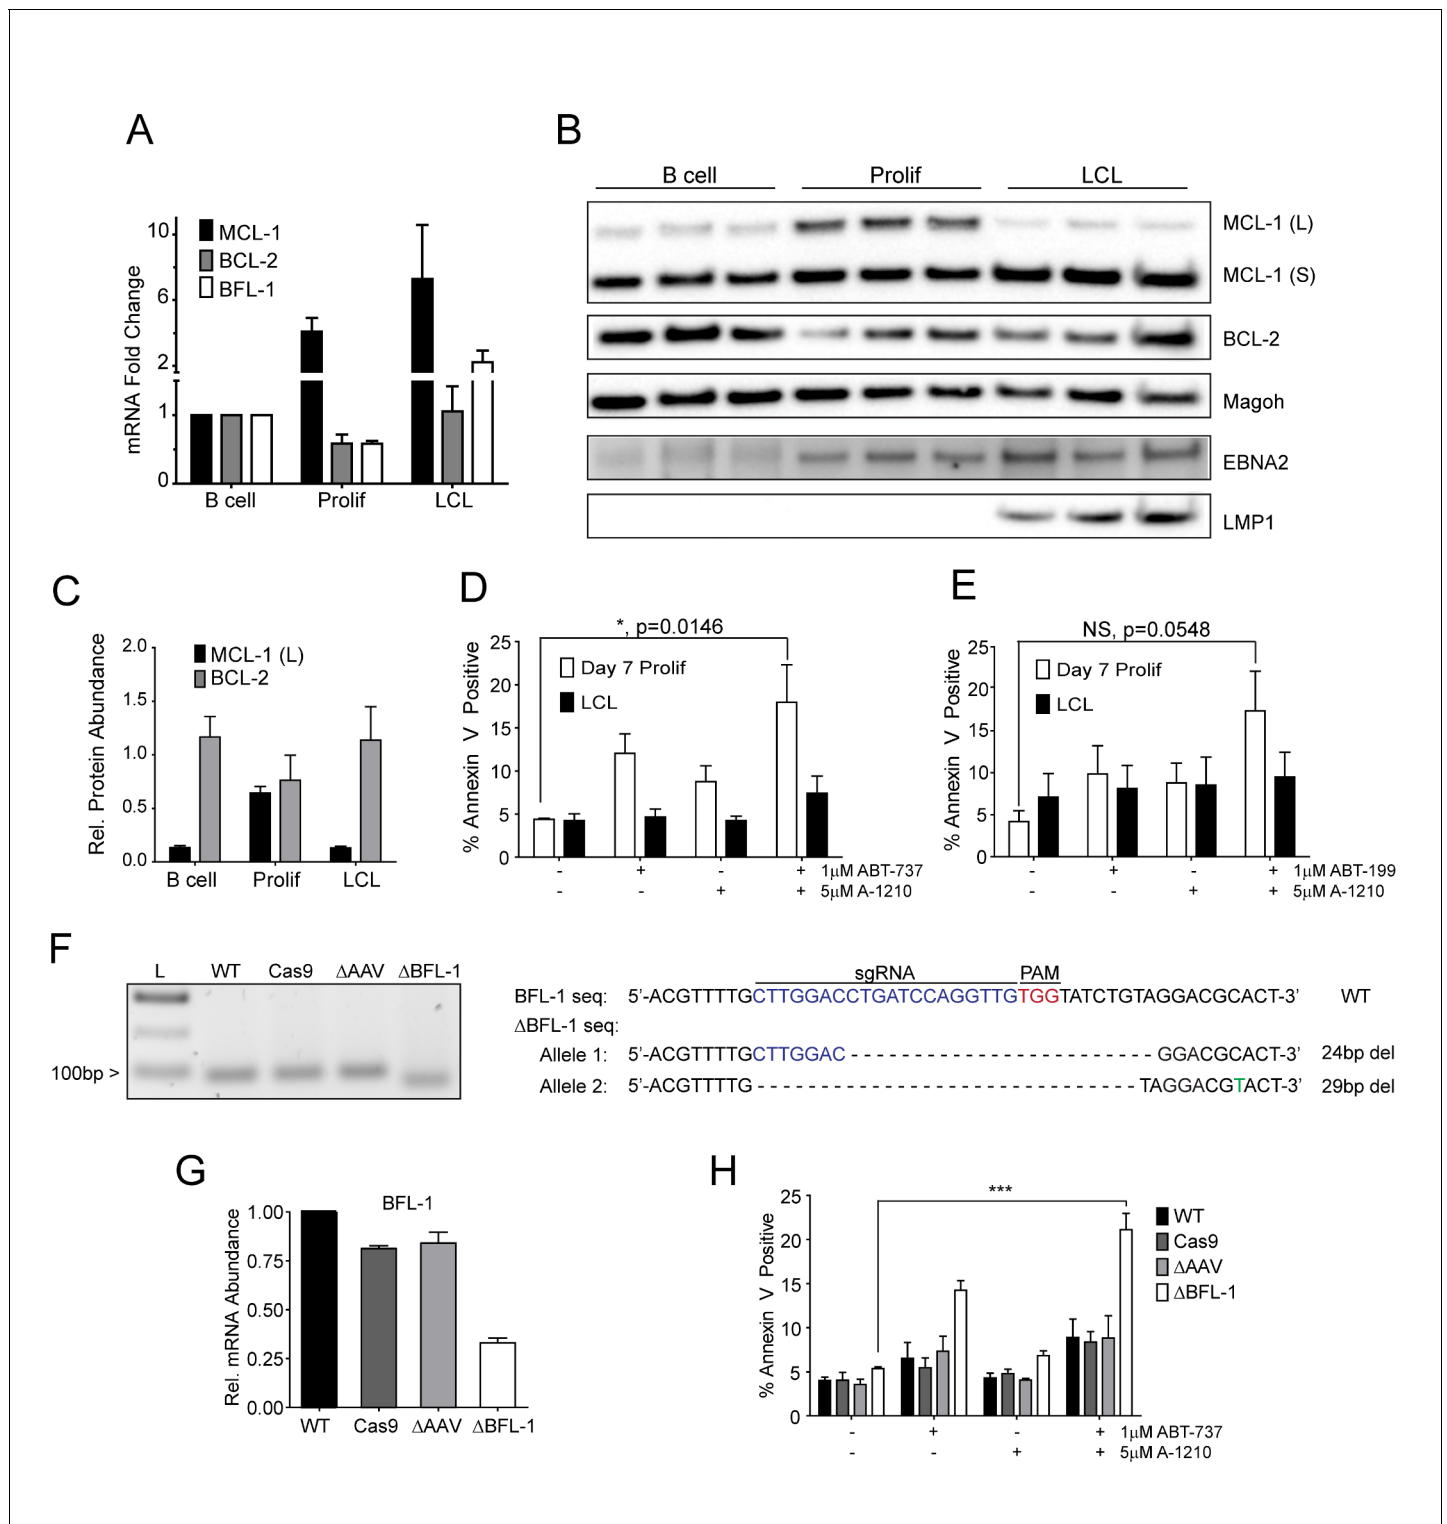 A
MCL-1
BCL-2
BFL-1
mRNA Fold Change
10
6
2
1
0
B cell Prolif LCL
B
B cell Prolif LCL
MCL-1 (L)
MCL-1 (S)
BCL-2
Magoh
EBNA2
LMP1
C
MCL-1 (L)
BCL-2
Rel. Protein Abundance
2.0
1.5
1.0
0.5
0.0
B cell Prolif LCL
D
*, p=0.0146
Day 7 Prolif
LCL
% Annexin V Positive
25
20
15
10
5
0
- + - + 1μM ABT-737
- - + + 5μM A-1210
E
NS, p=0.0548
Day 7 Prolif
LCL
% Annexin V Positive
25
20
15
10
5
0
- + - + 1μM ABT-199
- - + + 5μM A-1210
F
L WT Cas9 ΔAAV ΔBFL-1
100bp >
sgRNA PAM
BFL-1 seq: 5'-ACGTTTTGCTTGGACCTGATCCAGGTTGTGGTATCTGTAGGACGCACT-3' WT
ΔBFL-1 seq:
Allele 1: 5'-ACGTTTTGCTTGGAC------------------------GGACGCACT-3' 24bp del
Allele 2: 5'-ACGTTTTG-----------------------------TAGGACGTACT-3' 29bp del
G
BFL-1
Rel. mRNA Abundance
1.00
0.75
0.50
0.25
0.00
WT Cas9 ΔAAV ΔBFL-1
H
***
WT
Cas9
ΔAAV
ΔBFL-1
% Annexin V Positive
25
20
15
10
5
0
- + - + 1μM ABT-737
- - + + 5μM A-1210